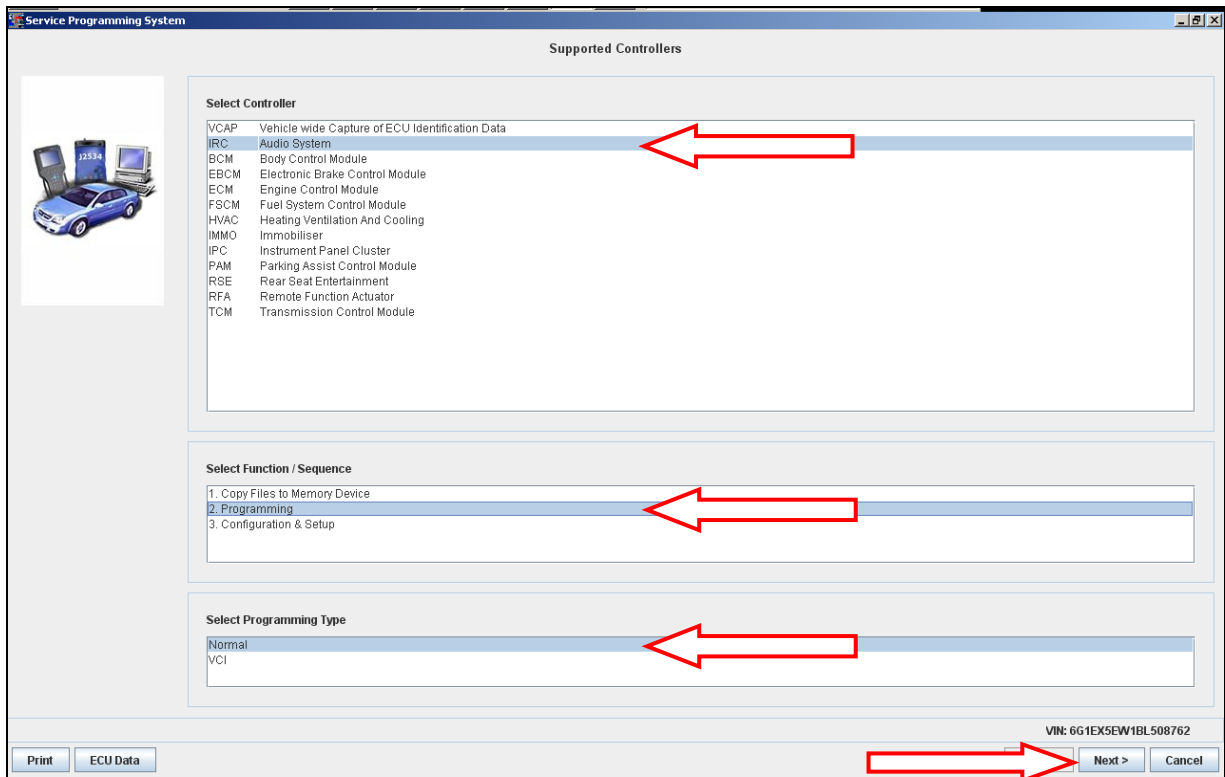 Service Programming System
Supported Controllers
J2534
Select Controller
VCAP Vehicle wide Capture of ECU Identification Data
IRC Audio System
BCM Body Control Module
EBCM Electronic Brake Control Module
ECM Engine Control Module
FSCM Fuel System Control Module
HVAC Heating Ventilation And Cooling
IMMO Immobiliser
IPC Instrument Panel Cluster
PAM Parking Assist Control Module
RSE Rear Seat Entertainment
RFA Remote Function Actuator
TCM Transmission Control Module
Select Function / Sequence
1. Copy Files to Memory Device
2. Programming
3. Configuration & Setup
Select Programming Type
Normal
VCI
VIN: 6G1EX5EW1BL508762
Print ECU Data Next > Cancel